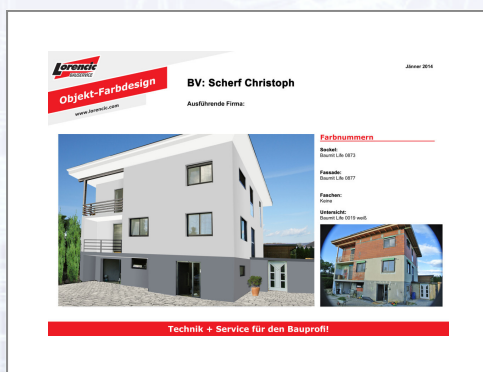 Lorencic
Objekt-Farbdesign
www.lorencic.com
Jänner 2014
BV: Scherf Christoph
Ausführende Firma:
Farbnummern
Sockel:
Baumit Life 0873
Fassade:
Baumit Life 0877
Faschen:
Keine
Untersicht:
Baumit Life 0019 weiß
Technik + Service für den Bauprofi!